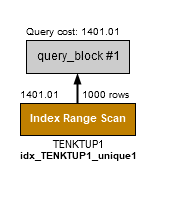 Query cost: 1401.01
query_block #1
1401.01 1000 rows
Index Range Scan
TENKTUP1
idx_TENKTUP1_unique1